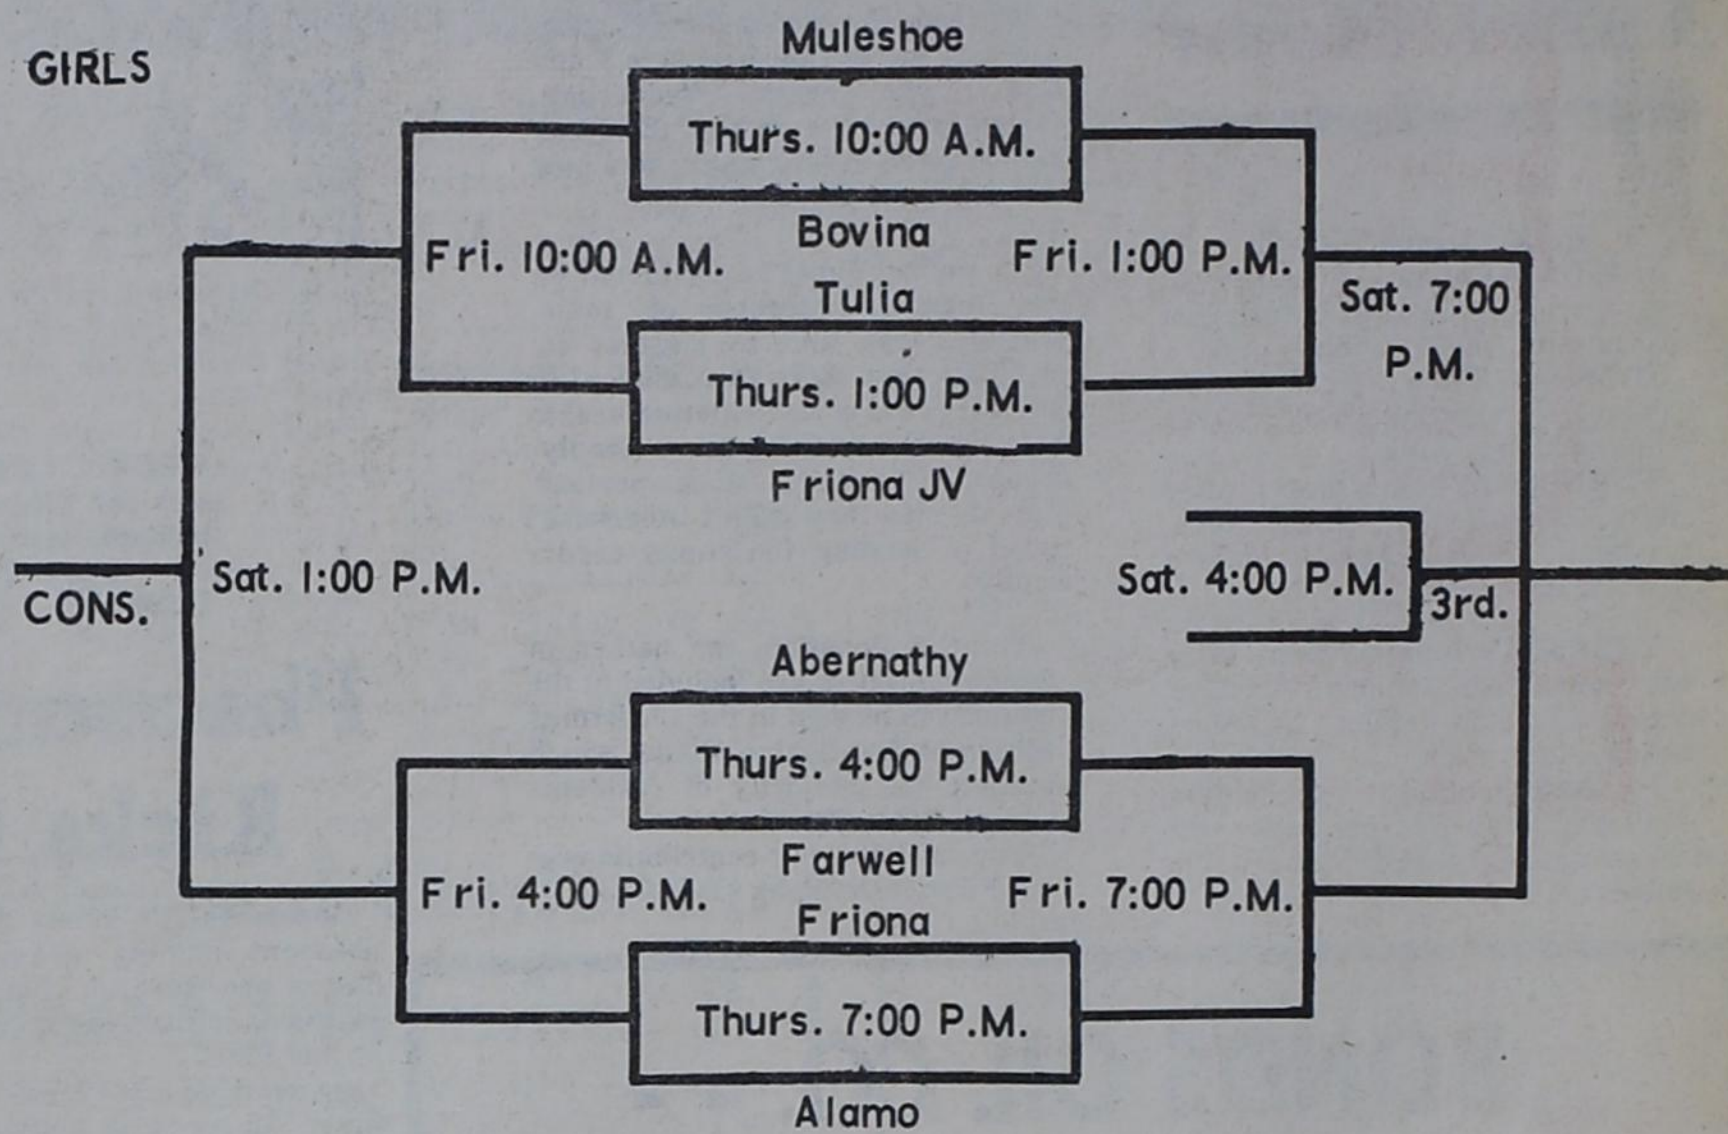 GIRLS
Muleshoe
Thurs. 10:00 A.M.
Bovina
Fri. 10:00 A.M.
Fri. 1:00 P.M.
Tulia
Thurs. 1:00 P.M.
Friona JV
Sat. 7:00
P.M.
CONS.
Sat. 1:00 P.M.
Sat. 4:00 P.M.
3rd.
Abernathy
Thurs. 4:00 P.M.
Farwell
Fri. 4:00 P.M.
Fri. 7:00 P.M.
Friona
Thurs. 7:00 P.M.
Alamo